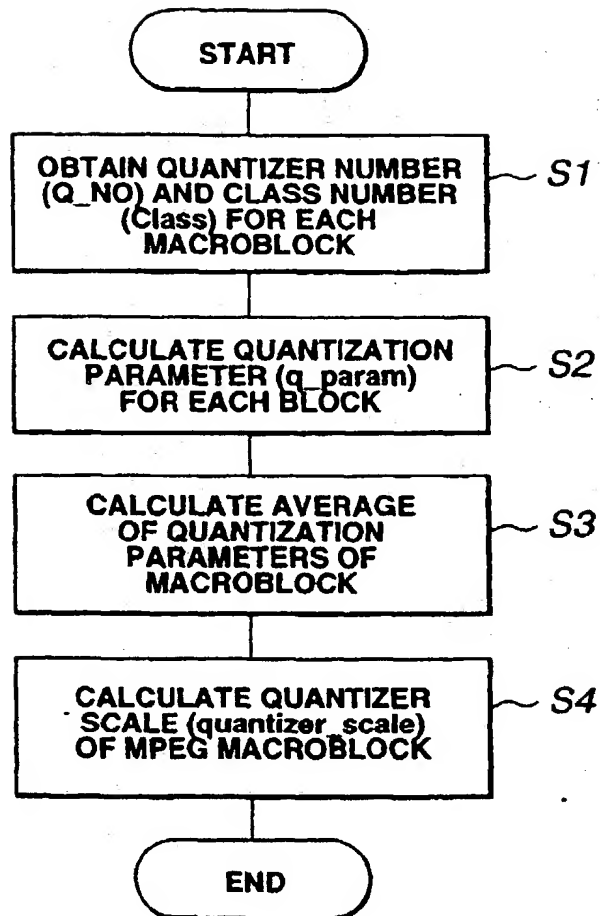 START
OBTAIN QUANTIZER NUMBER
(Q_NO) AND CLASS NUMBER
(Class) FOR EACH
MACROBLOCK
S1
CALCULATE QUANTIZATION
PARAMETER (q_param)
FOR EACH BLOCK
S2
CALCULATE AVERAGE
OF QUANTIZATION
PARAMETERS OF
MACROBLOCK
S3
CALCULATE QUANTIZER
SCALE (quantizer_scale)
OF MPEG MACROBLOCK
S4
END